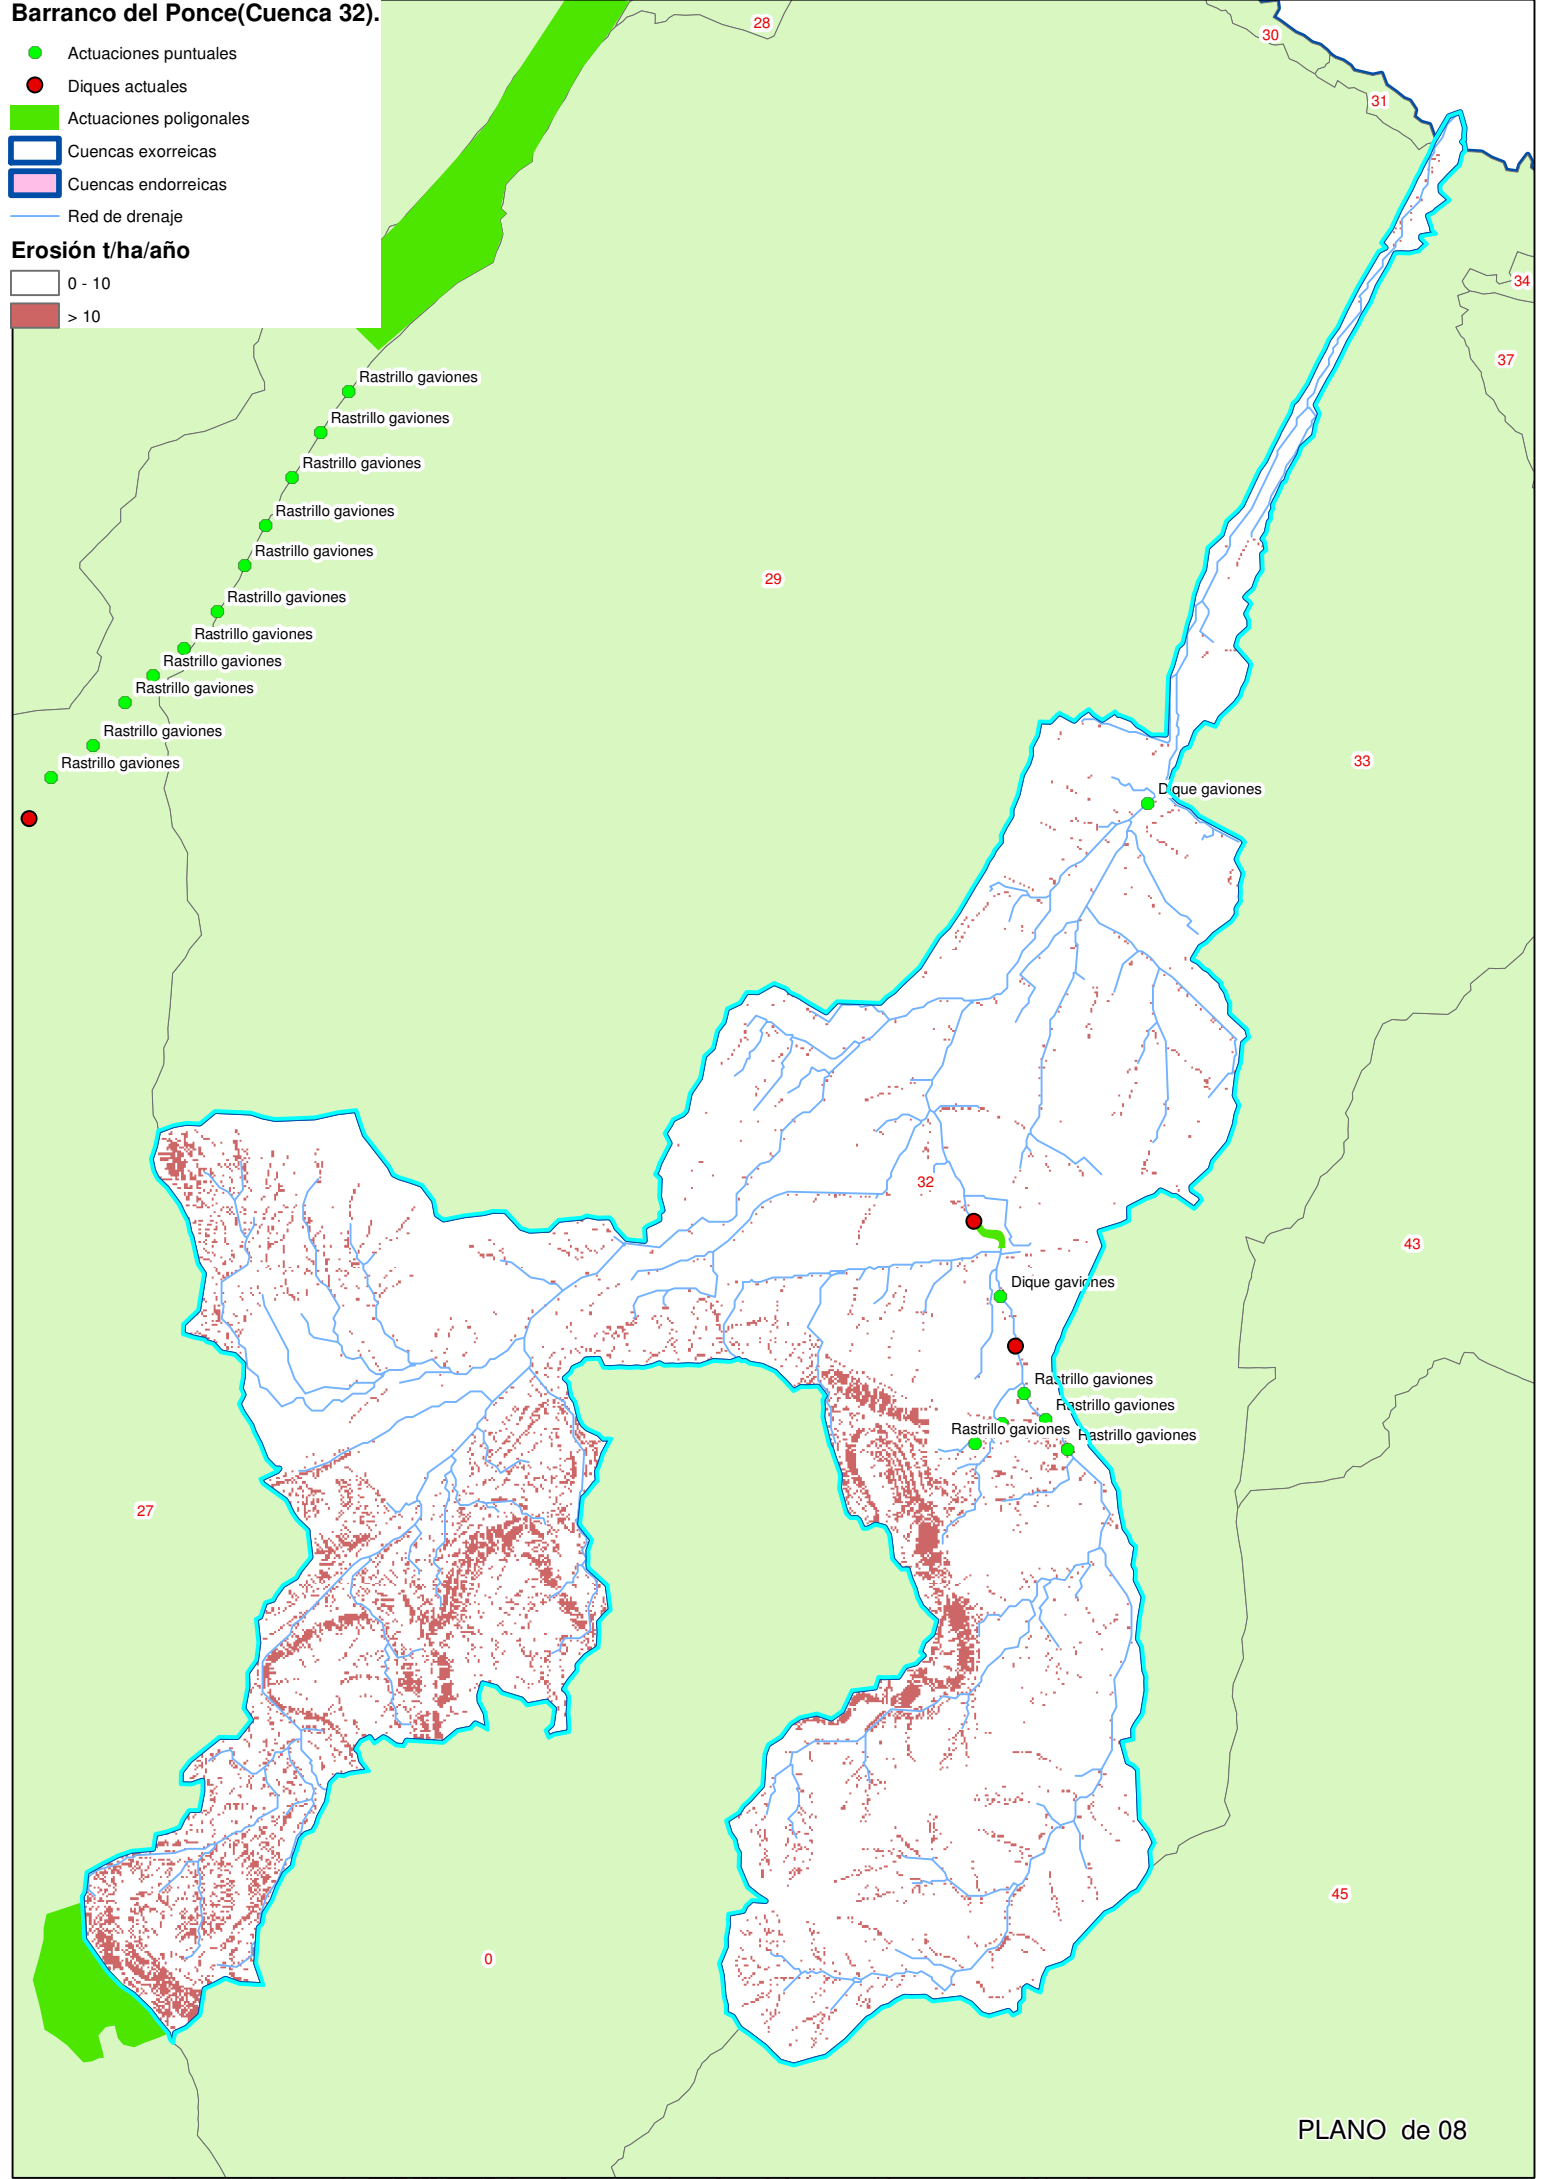 Barranco del Ponce(Cuenca 32).
Actuaciones puntuales
Diques actuales
Actuaciones poligonales
Cuencas exorreicas
Cuencas endorreicas
Red de drenaje
Erosión t/ha/año
0 - 10
> 10
28
30
31
34
37
Rastrillo gaviones
Rastrillo gaviones
Rastrillo gaviones
Rastrillo gaviones
Rastrillo gaviones
29
Rastrillo gaviones
Rastrillo gaviones
Rastrillo gaviones
Rastrillo gaviones
Rastrillo gaviones
Rastrillo gaviones
33
Dique gaviones
32
43
Dique gaviones
Rastrillo gaviones
Rastrillo gaviones
Rastrillo gaviones
Rastrillo gaviones
27
45
0
PLANO  de 08